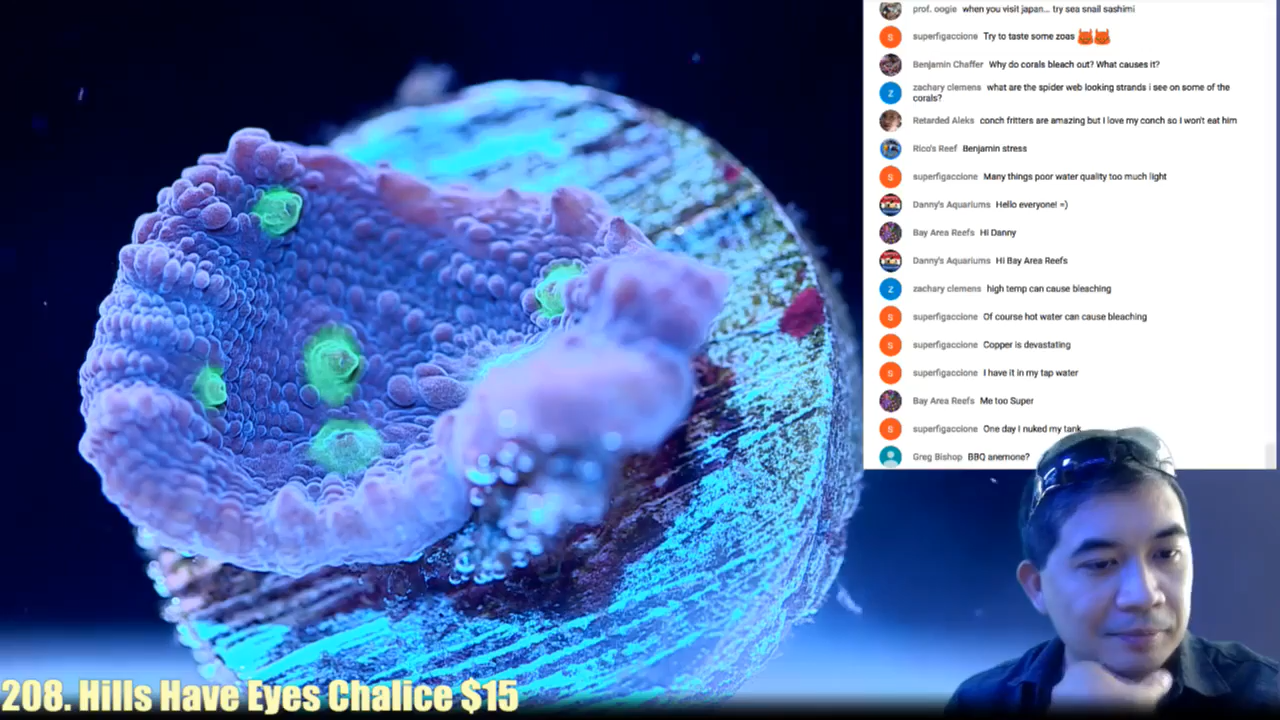 prof. oogie when you visit japan... try sea snail sashimi
S superfigaccione Try to taste some zoas
Benjamin Chaffer Why do corals bleach out? What causes it?
Z zachary clemens what are the spider web looking strands i see on some of the
corals?
Retarded Aleks conch fritters are amazing but I love my conch so I won't eat him
Rico's Reef Benjamin stress
S superfigaccione Many things poor water quality too much light
Danny's Aquariums Hello everyone! =)
Bay Area Reefs Hi Danny
Danny's Aquariums Hi Bay Area Reefs
Z zachary clemens high temp can cause bleaching
S superfigaccione Of course hot water can cause bleaching
S superfigaccione Copper is devastating
S superfigaccione I have it in my tap water
Bay Area Reefs Me too Super
S superfigaccione One day I nuked my tank
Greg Bishop BBQ anemone?
208. Hills Have Eyes Chalice $15